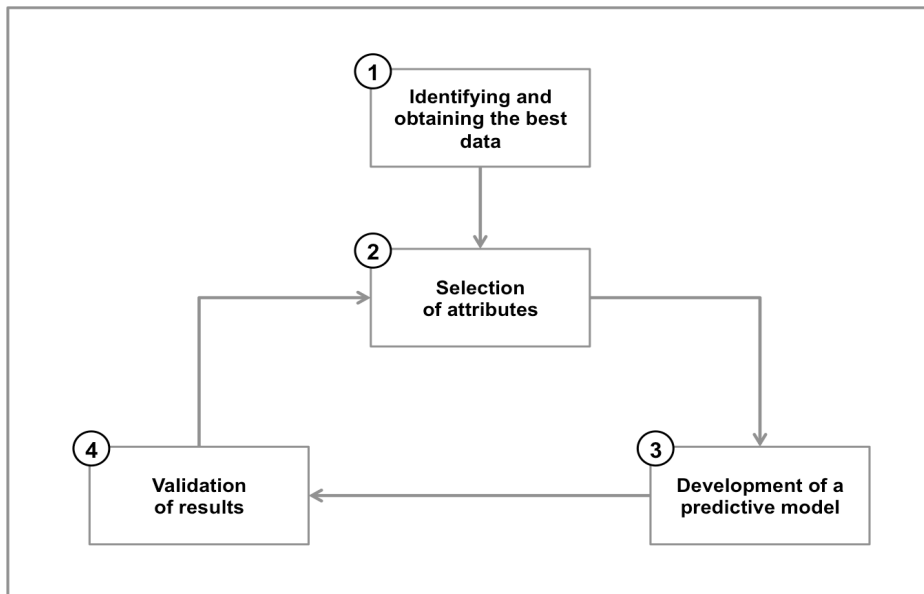 1
Identifying and
obtaining the best
data
2
Selection
of attributes
3
Development of a
predictive model
4
Validation
of results